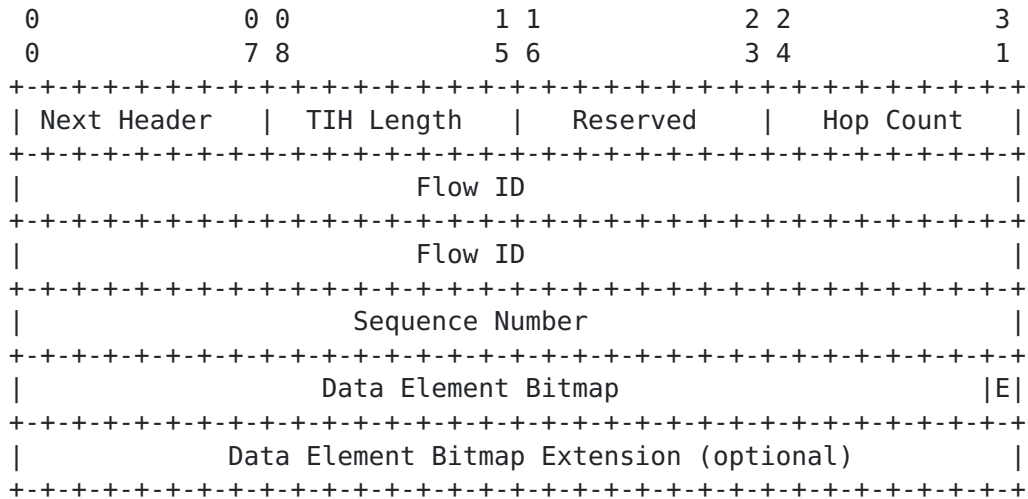 0                   0 0                   1 1                   2 2                   3
0                   7 8                   5 6                   3 4                   1
+-+-+-+-+-+-+-+-+-+-+-+-+-+-+-+-+-+-+-+-+-+-+-+-+-+-+-+-+-+-+-+-+
| Next Header   |  TIH Length   |   Reserved    |   Hop Count   |
+-+-+-+-+-+-+-+-+-+-+-+-+-+-+-+-+-+-+-+-+-+-+-+-+-+-+-+-+-+-+-+-+
|                         Flow ID                               |
+-+-+-+-+-+-+-+-+-+-+-+-+-+-+-+-+-+-+-+-+-+-+-+-+-+-+-+-+-+-+-+-+
|                         Flow ID                               |
+-+-+-+-+-+-+-+-+-+-+-+-+-+-+-+-+-+-+-+-+-+-+-+-+-+-+-+-+-+-+-+-+
|                     Sequence Number                           |
+-+-+-+-+-+-+-+-+-+-+-+-+-+-+-+-+-+-+-+-+-+-+-+-+-+-+-+-+-+-+-+-+
|                   Data Element Bitmap                       |E|
+-+-+-+-+-+-+-+-+-+-+-+-+-+-+-+-+-+-+-+-+-+-+-+-+-+-+-+-+-+-+-+-+
|             Data Element Bitmap Extension (optional)          |
+-+-+-+-+-+-+-+-+-+-+-+-+-+-+-+-+-+-+-+-+-+-+-+-+-+-+-+-+-+-+-+-+